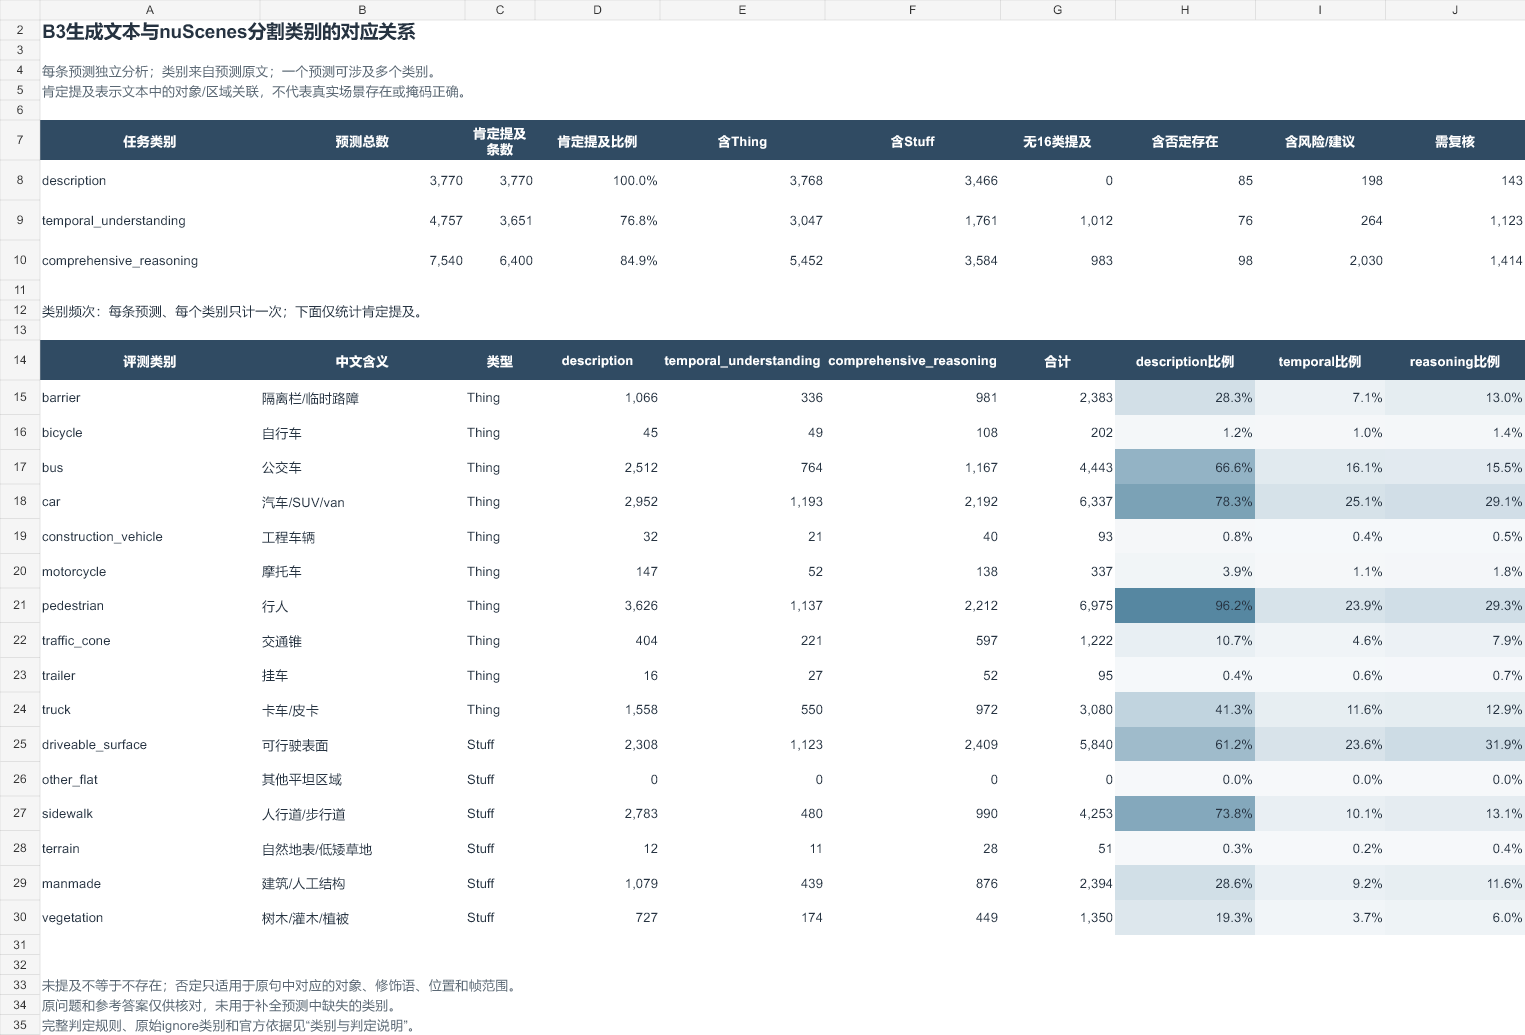 A B C D E F G H I J
2 B3生成文本与nuScenes分割类别的对应关系
3
4 每条预测独立分析；类别来自预测原文；一个预测可涉及多个类别。
5 肯定提及表示文本中的对象/区域关联，不代表真实场景存在或掩码正确。
6
7 任务类别 预测总数 肯定提及条数 肯定提及比例 含Thing 含Stuff 无16类提及 含否定存在 含风险/建议 需复核
8 description 3,770 3,770 100.0% 3,768 3,466 0 85 198 143
9 temporal_understanding 4,757 3,651 76.8% 3,047 1,761 1,012 76 264 1,123
10 comprehensive_reasoning 7,540 6,400 84.9% 5,452 3,584 983 98 2,030 1,414
11
12 类别频次：每条预测、每个类别只计一次；下面仅统计肯定提及。
13
14 评测类别 中文含义 类型 description temporal_understanding comprehensive_reasoning 合计 description比例 temporal比例 reasoning比例
15 barrier 隔离栏/临时路障 Thing 1,066 336 981 2,383 28.3% 7.1% 13.0%
16 bicycle 自行车 Thing 45 49 108 202 1.2% 1.0% 1.4%
17 bus 公交车 Thing 2,512 764 1,167 4,443 66.6% 16.1% 15.5%
18 car 汽车/SUV/van Thing 2,952 1,193 2,192 6,337 78.3% 25.1% 29.1%
19 construction_vehicle 工程车辆 Thing 32 21 40 93 0.8% 0.4% 0.5%
20 motorcycle 摩托车 Thing 147 52 138 337 3.9% 1.1% 1.8%
21 pedestrian 行人 Thing 3,626 1,137 2,212 6,975 96.2% 23.9% 29.3%
22 traffic_cone 交通锥 Thing 404 221 597 1,222 10.7% 4.6% 7.9%
23 trailer 挂车 Thing 16 27 52 95 0.4% 0.6% 0.7%
24 truck 卡车/皮卡 Thing 1,558 550 972 3,080 41.3% 11.6% 12.9%
25 driveable_surface 可行驶表面 Stuff 2,308 1,123 2,409 5,840 61.2% 23.6% 31.9%
26 other_flat 其他平坦区域 Stuff 0 0 0 0 0.0% 0.0% 0.0%
27 sidewalk 人行道/步行道 Stuff 2,783 480 990 4,253 73.8% 10.1% 13.1%
28 terrain 自然地表/低矮草地 Stuff 12 11 28 51 0.3% 0.2% 0.4%
29 manmade 建筑/人工结构 Stuff 1,079 439 876 2,394 28.6% 9.2% 11.6%
30 vegetation 树木/灌木/植被 Stuff 727 174 449 1,350 19.3% 3.7% 6.0%
31
32
33 未提及不等于不存在；否定只适用于原句中对应的对象、修饰语、位置和帧范围。
34 原问题和参考答案仅供核对，未用于补全预测中缺失的类别。
35 完整判定规则、原始ignore类别和官方依据见“类别与判定说明”。